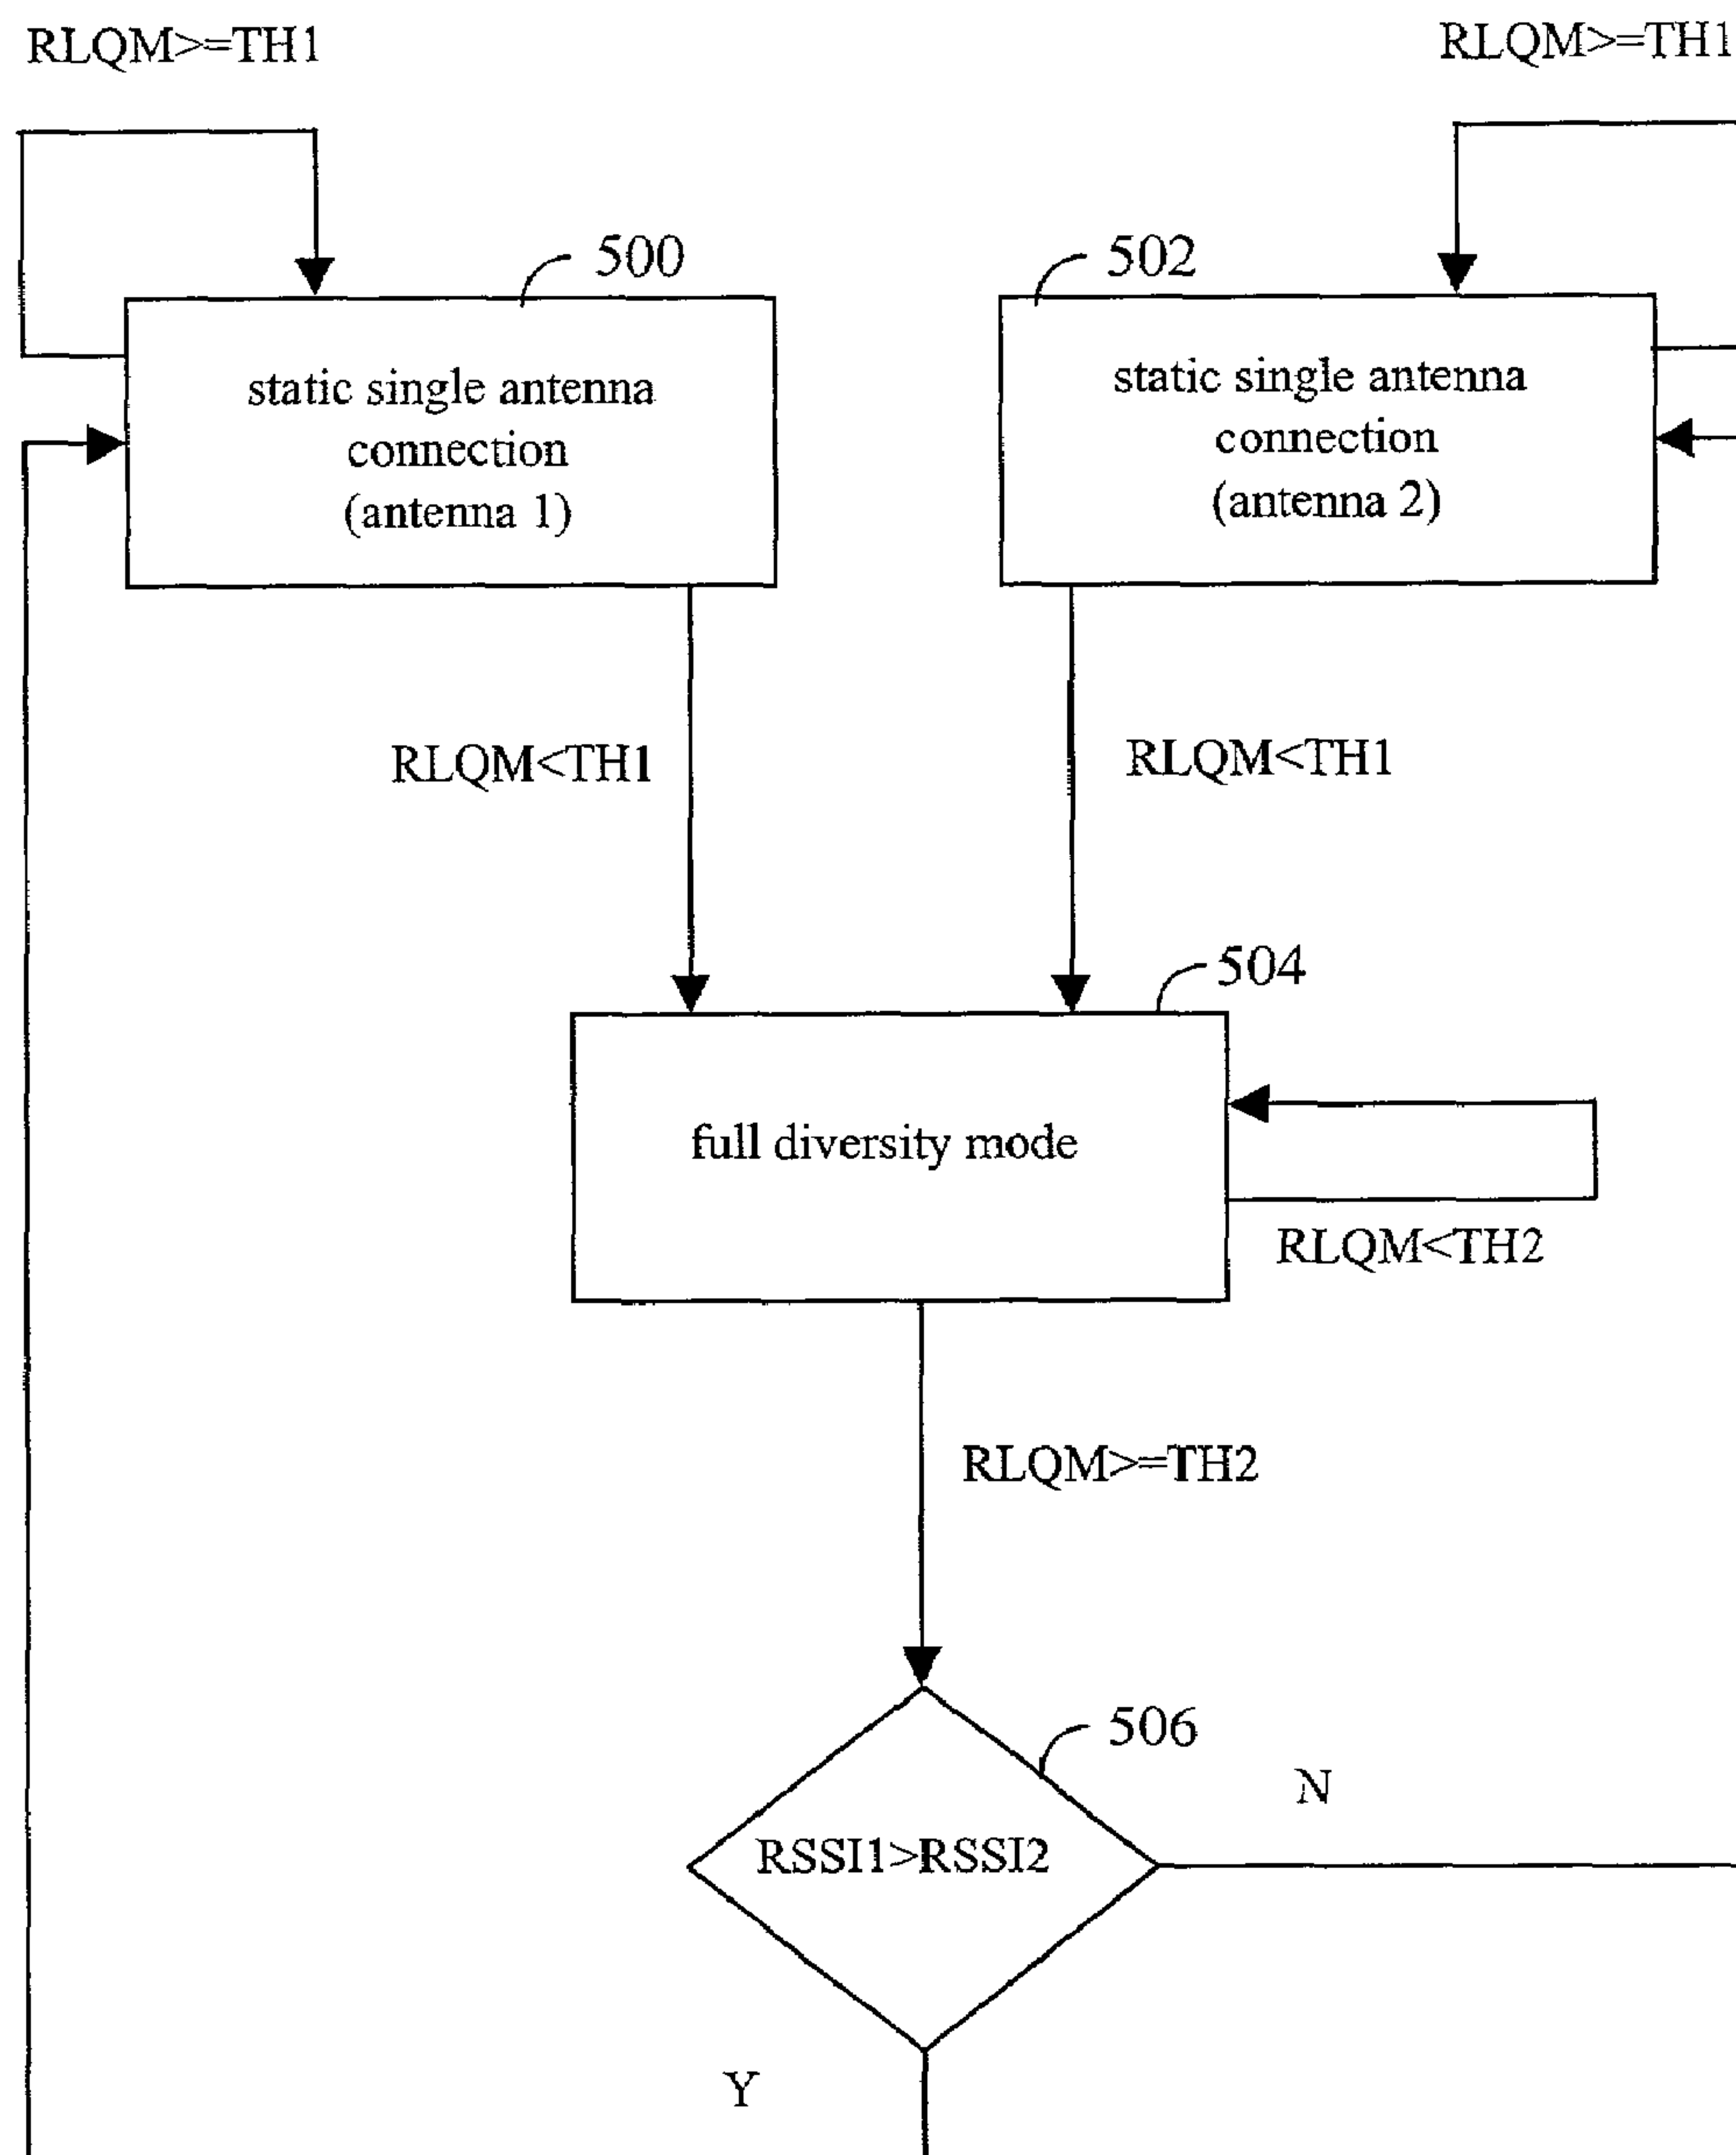 RLQM>=TH1
RLQM>=TH1
500
502
static single antenna
connection
(antenna 1)
static single antenna
connection
(antenna 2)
RLQM<TH1
RLQM<TH1
504
full diversity mode
RLQM<TH2
RLQM>=TH2
506
N
RSSI1>RSSI2
Y